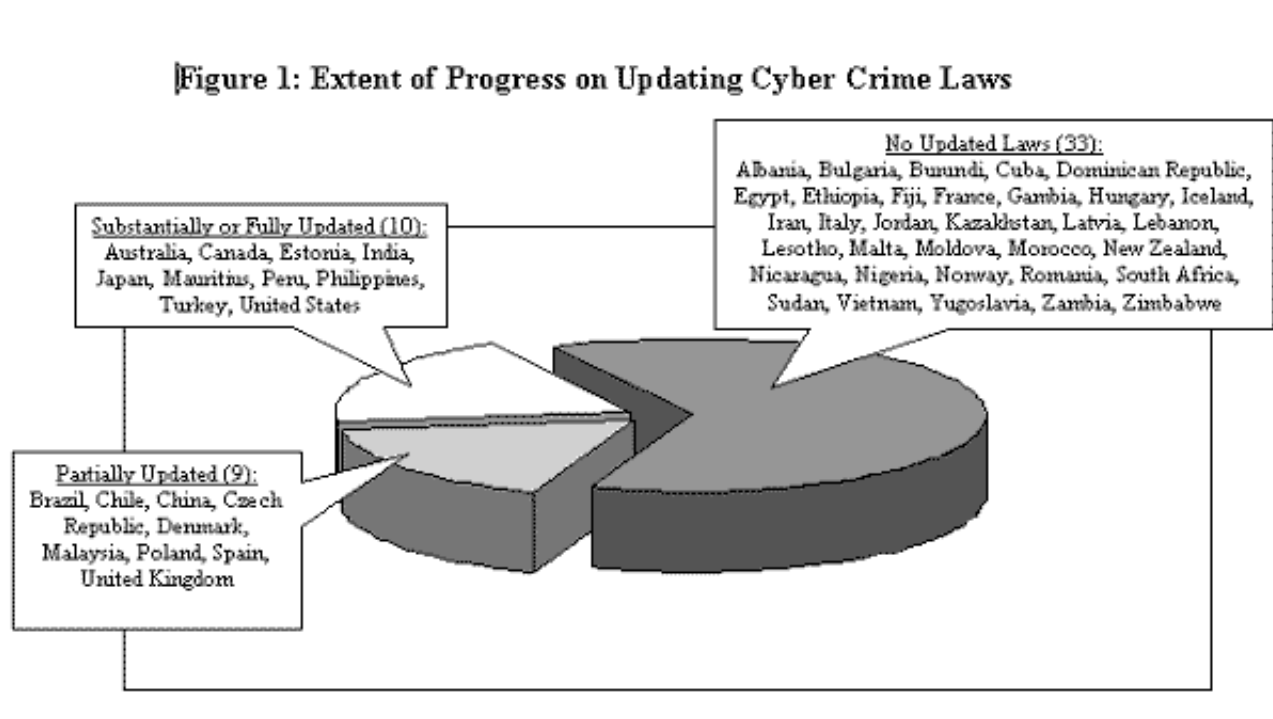 Figure 1: Extent of Progress on Updating Cyber Crime Laws
No Updated Laws (33):
Albania, Bulgaria, Burundi, Cuba, Dominican Republic,
Egypt, Ethiopia, Fiji, France, Gambia, Hungary, Iceland,
Iran, Italy, Jordan, Kazakhstan, Latvia, Lebanon,
Lesotho, Malta, Moldova, Morocco, New Zealand,
Nicaragua, Nigeria, Norway, Romania, South Africa,
Sudan, Vietnam, Yugoslavia, Zambia, Zimbabwe
Substantially or Fully Updated (10):
Australia, Canada, Estonia, India,
Japan, Mauritius, Peru, Philippines,
Turkey, United States
Partially Updated (9):
Brazil, Chile, China, Czech
Republic, Denmark,
Malaysia, Poland, Spain,
United Kingdom